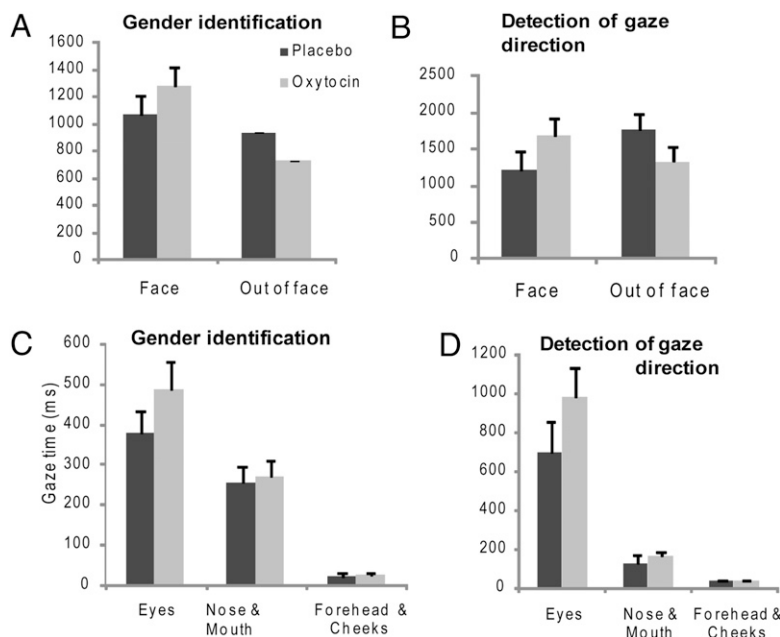 A
Gender identification
1600
1400
1200
1000
800
600
400
200
0
Placebo
Oxytocin
Face
Out of face
B
Detection of gaze
direction
2500
2000
1500
1000
500
0
Face
Out of face
C
Gender identification
Gaze time (ms)
600
500
400
300
200
100
0
Eyes
Nose &
Mouth
Forehead &
Cheeks
D
Detection of gaze
direction
1200
1000
800
600
400
200
0
Eyes
Nose &
Mouth
Forehead &
Cheeks